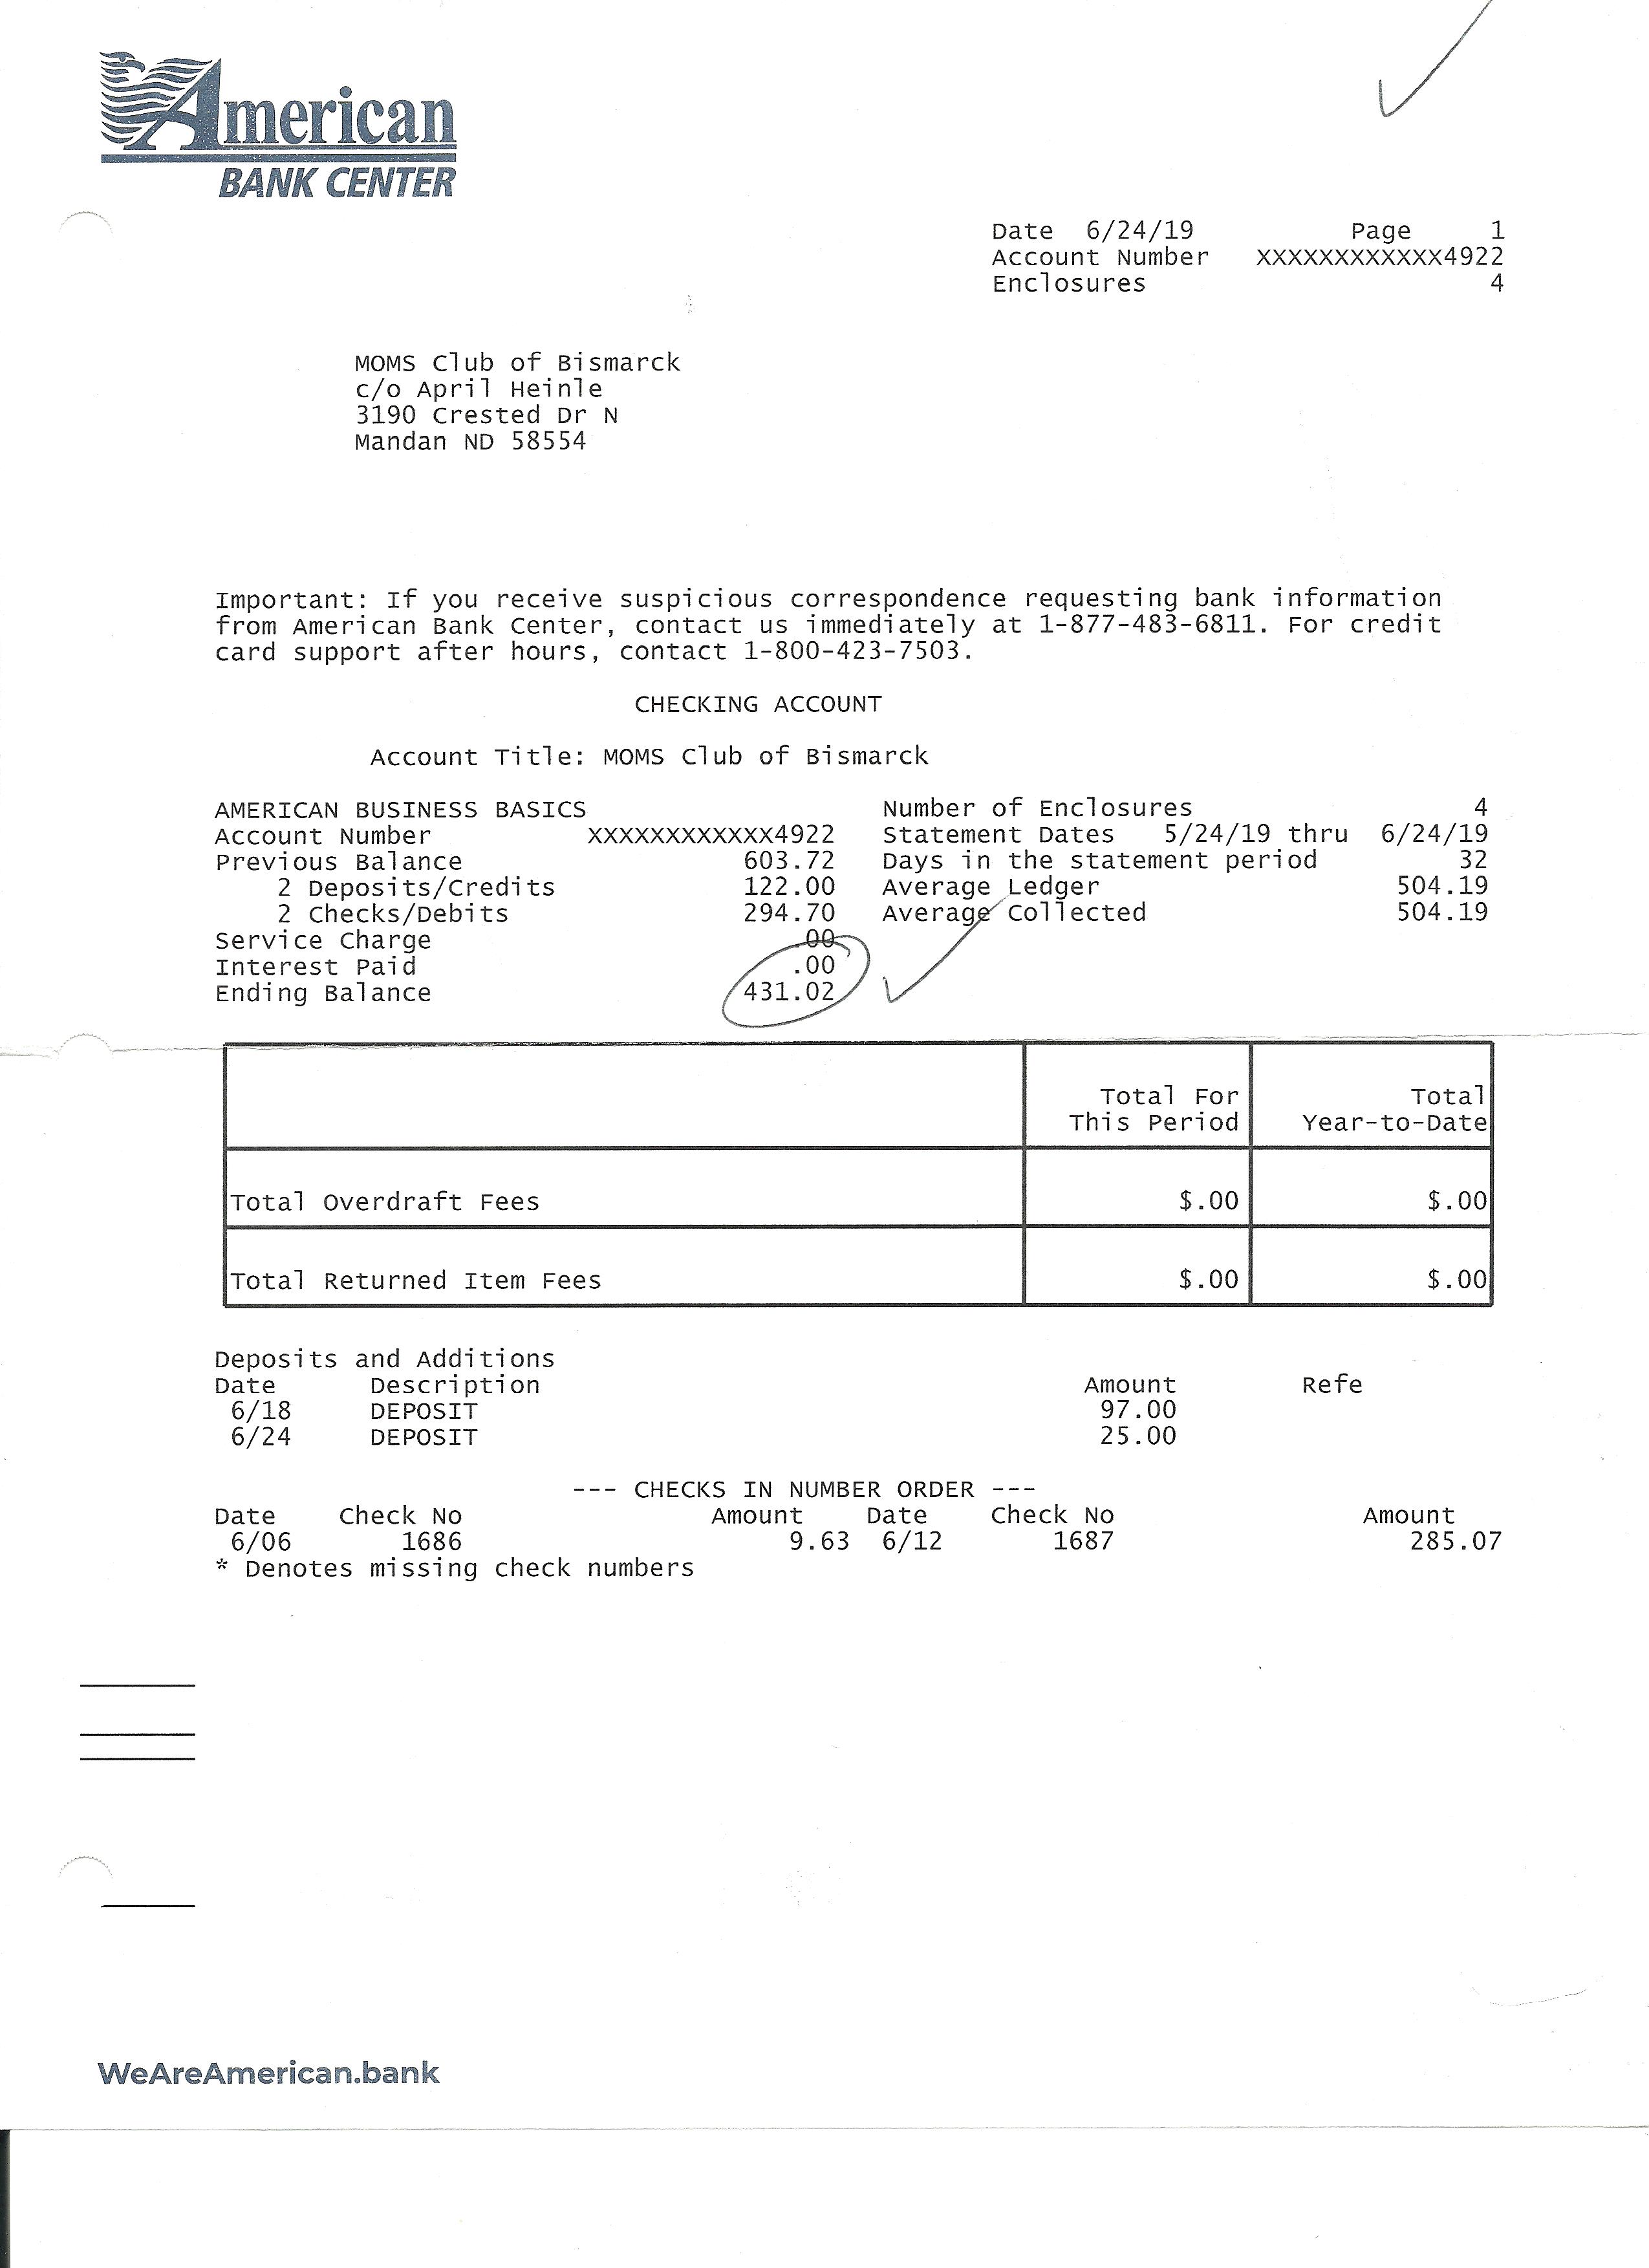 American
BANK CENTER
Date 6/24/19 Page 1
Account Number XXXXXXXXXXXX4922
Enclosures 4
MOMS Club of Bismarck
c/o April Heinle
3190 Crested Dr N
Mandan ND 58554
Important: If you receive suspicious correspondence requesting bank information
from American Bank Center, contact us immediately at 1-877-483-6811. For credit
card support after hours, contact 1-800-423-7503.
CHECKING ACCOUNT
Account Title: MOMS Club of Bismarck
AMERICAN BUSINESS BASICS Number of Enclosures 4
Account Number XXXXXXXXXXXX4922 Statement Dates 5/24/19 thru 6/24/19
Previous Balance 603.72 Days in the statement period 32
2 Deposits/Credits 122.00 Average Ledger 504.19
2 Checks/Debits 294.70 Average Collected 504.19
Service Charge .00
Interest Paid .00
Ending Balance 431.02
Total For Total
This Period Year-to-Date
Total Overdraft Fees $.00 $.00
Total Returned Item Fees $.00 $.00
Deposits and Additions
Date Description Amount Refe
6/18 DEPOSIT 97.00
6/24 DEPOSIT 25.00
--- CHECKS IN NUMBER ORDER ---
Date Check No Amount Date Check No Amount
6/06 1686 9.63 6/12 1687 285.07
* Denotes missing check numbers
WeAreAmerican.bank